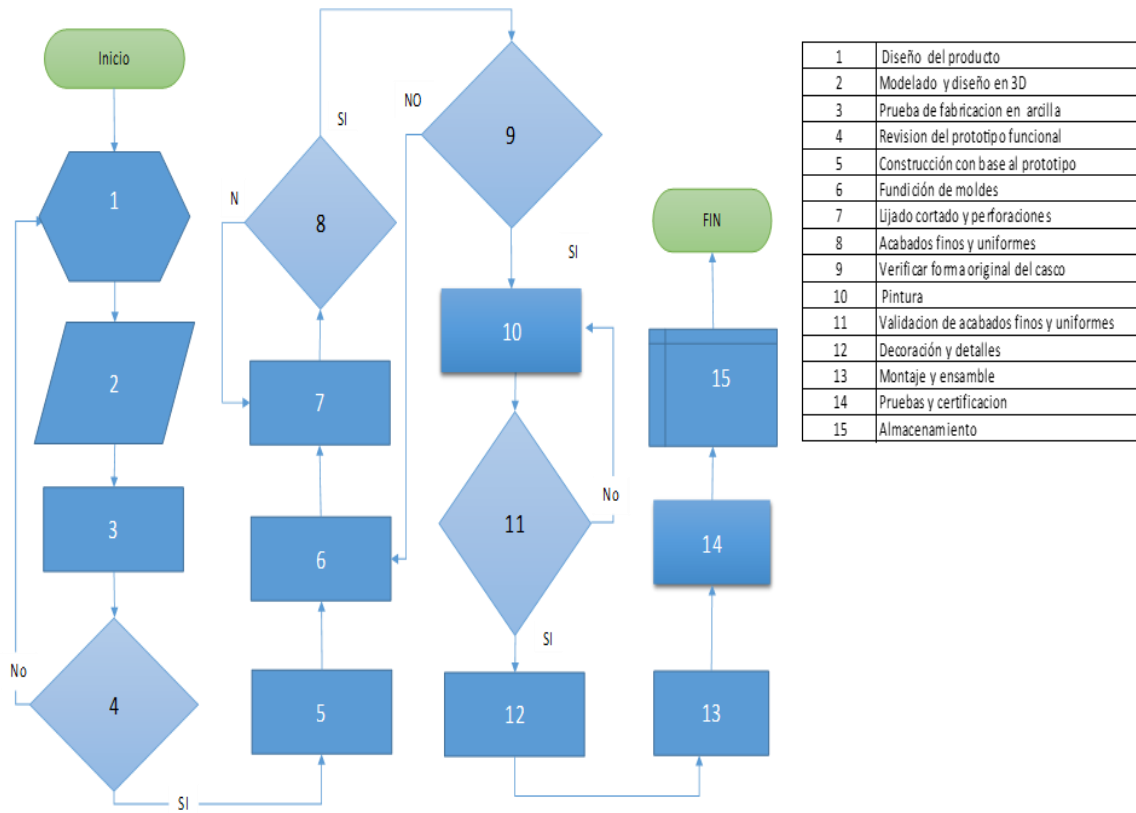 Inicio
1
2
3
4
No
SI
5
6
7
8
N
SI
9
NO
SI
10
11
No
SI
12
13
14
15
FIN
1 Diseño del producto
2 Modelado y diseño en 3D
3 Prueba de fabricacion en arcilla
4 Revision del prototipo funcional
5 Construcción con base al prototipo
6 Fundición de moldes
7 Lijado cortado y perforaciones
8 Acabados finos y uniformes
9 Verificar forma original del casco
10 Pintura
11 Validacion de acabados finos y uniformes
12 Decoración y detalles
13 Montaje y ensamble
14 Pruebas y certificacion
15 Almacenamiento